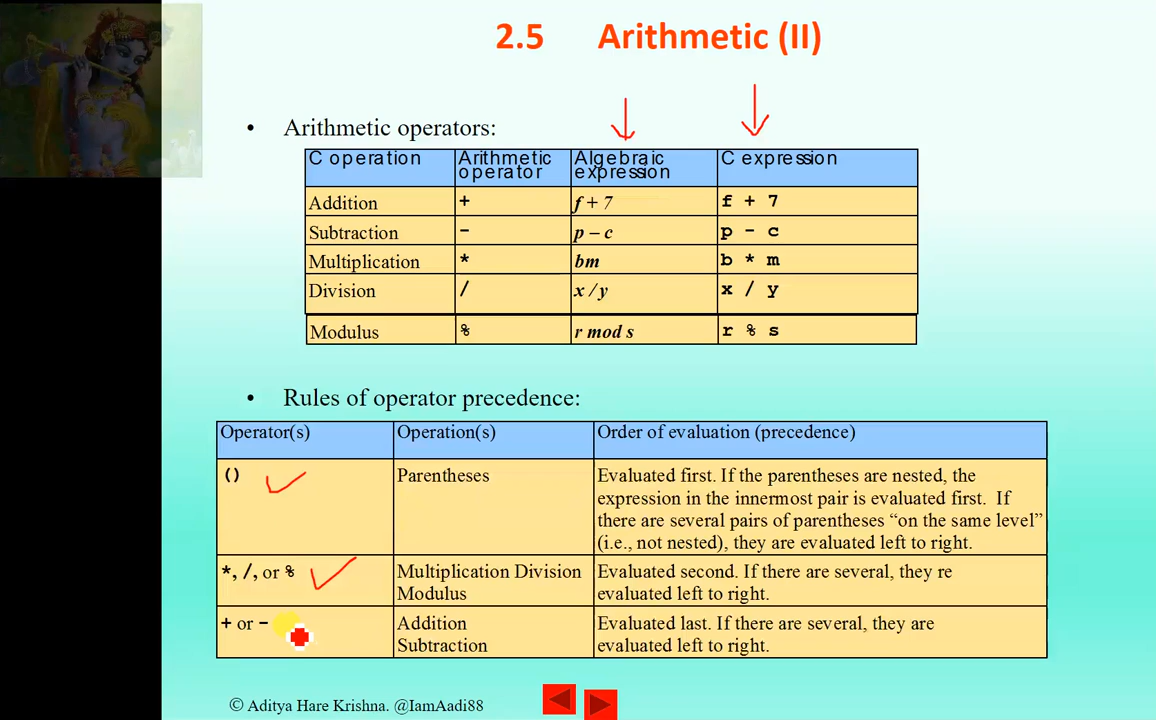 2.5 Arithmetic (II)
• Arithmetic operators:
C operation Arithmetic operator Algebraic expression C expression
Addition + f + 7 f + 7
Subtraction - p – c p - c
Multiplication * bm b * m
Division / x / y x / y
Modulus % r mod s r % s
• Rules of operator precedence:
Operator(s) Operation(s) Order of evaluation (precedence)
() Parentheses Evaluated first. If the parentheses are nested, the
expression in the innermost pair is evaluated first. If
there are several pairs of parentheses “on the same level”
(i.e., not nested), they are evaluated left to right.
*, /, or % Multiplication Division Evaluated second. If there are several, they re
Modulus evaluated left to right.
+ or - Addition Evaluated last. If there are several, they are
Subtraction evaluated left to right.
© Aditya Hare Krishna. @IamAadi88